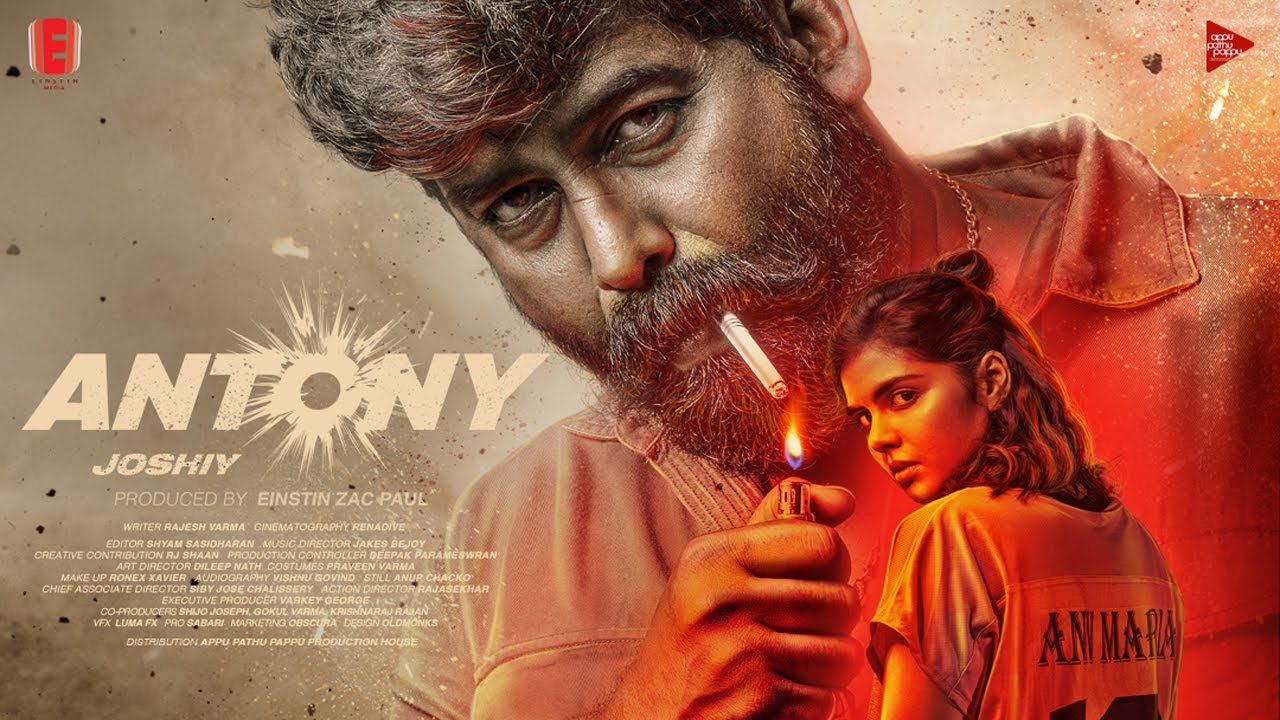 E
EINSTIN
MEDIA
appu
pathu
pappu
ANTONY
JOSHIY
PRODUCED BY EINSTIN ZAC PAUL
WRITER RAJESH VARMA CINEMATOGRAPHY RENADIVE
EDITOR SHYAM SASIDHARAN MUSIC DIRECTOR JAKES BEJOY
CREATIVE CONTRIBUTION RJ SHAAN PRODUCTION CONTROLLER DEEPAK PARAMESWRAN
ART DIRECTOR DILEEP NATH COSTUMES PRAVEEN VARMA
MAKE UP RONEX XAVIER AUDIOGRAPHY VISHNU GOVIND STILL ANUP CHACKO
CHIEF ASSOCIATE DIRECTOR SIBY JOSE CHALISSERY ACTION DIRECTOR RAJASEKHAR
EXECUTIVE PRODUCER VARKEY GEORGE
CO-PRODUCERS SHIJO JOSEPH, GOKUL VARMA, KRISHNARAJ RAJAN
VFX LUMA FX PRO SABARI MARKETING OBSCURA DESIGN OLDMONKS
DISTRIBUTION APPU PATHU PAPPU PRODUCTION HOUSE
ANN MARIA